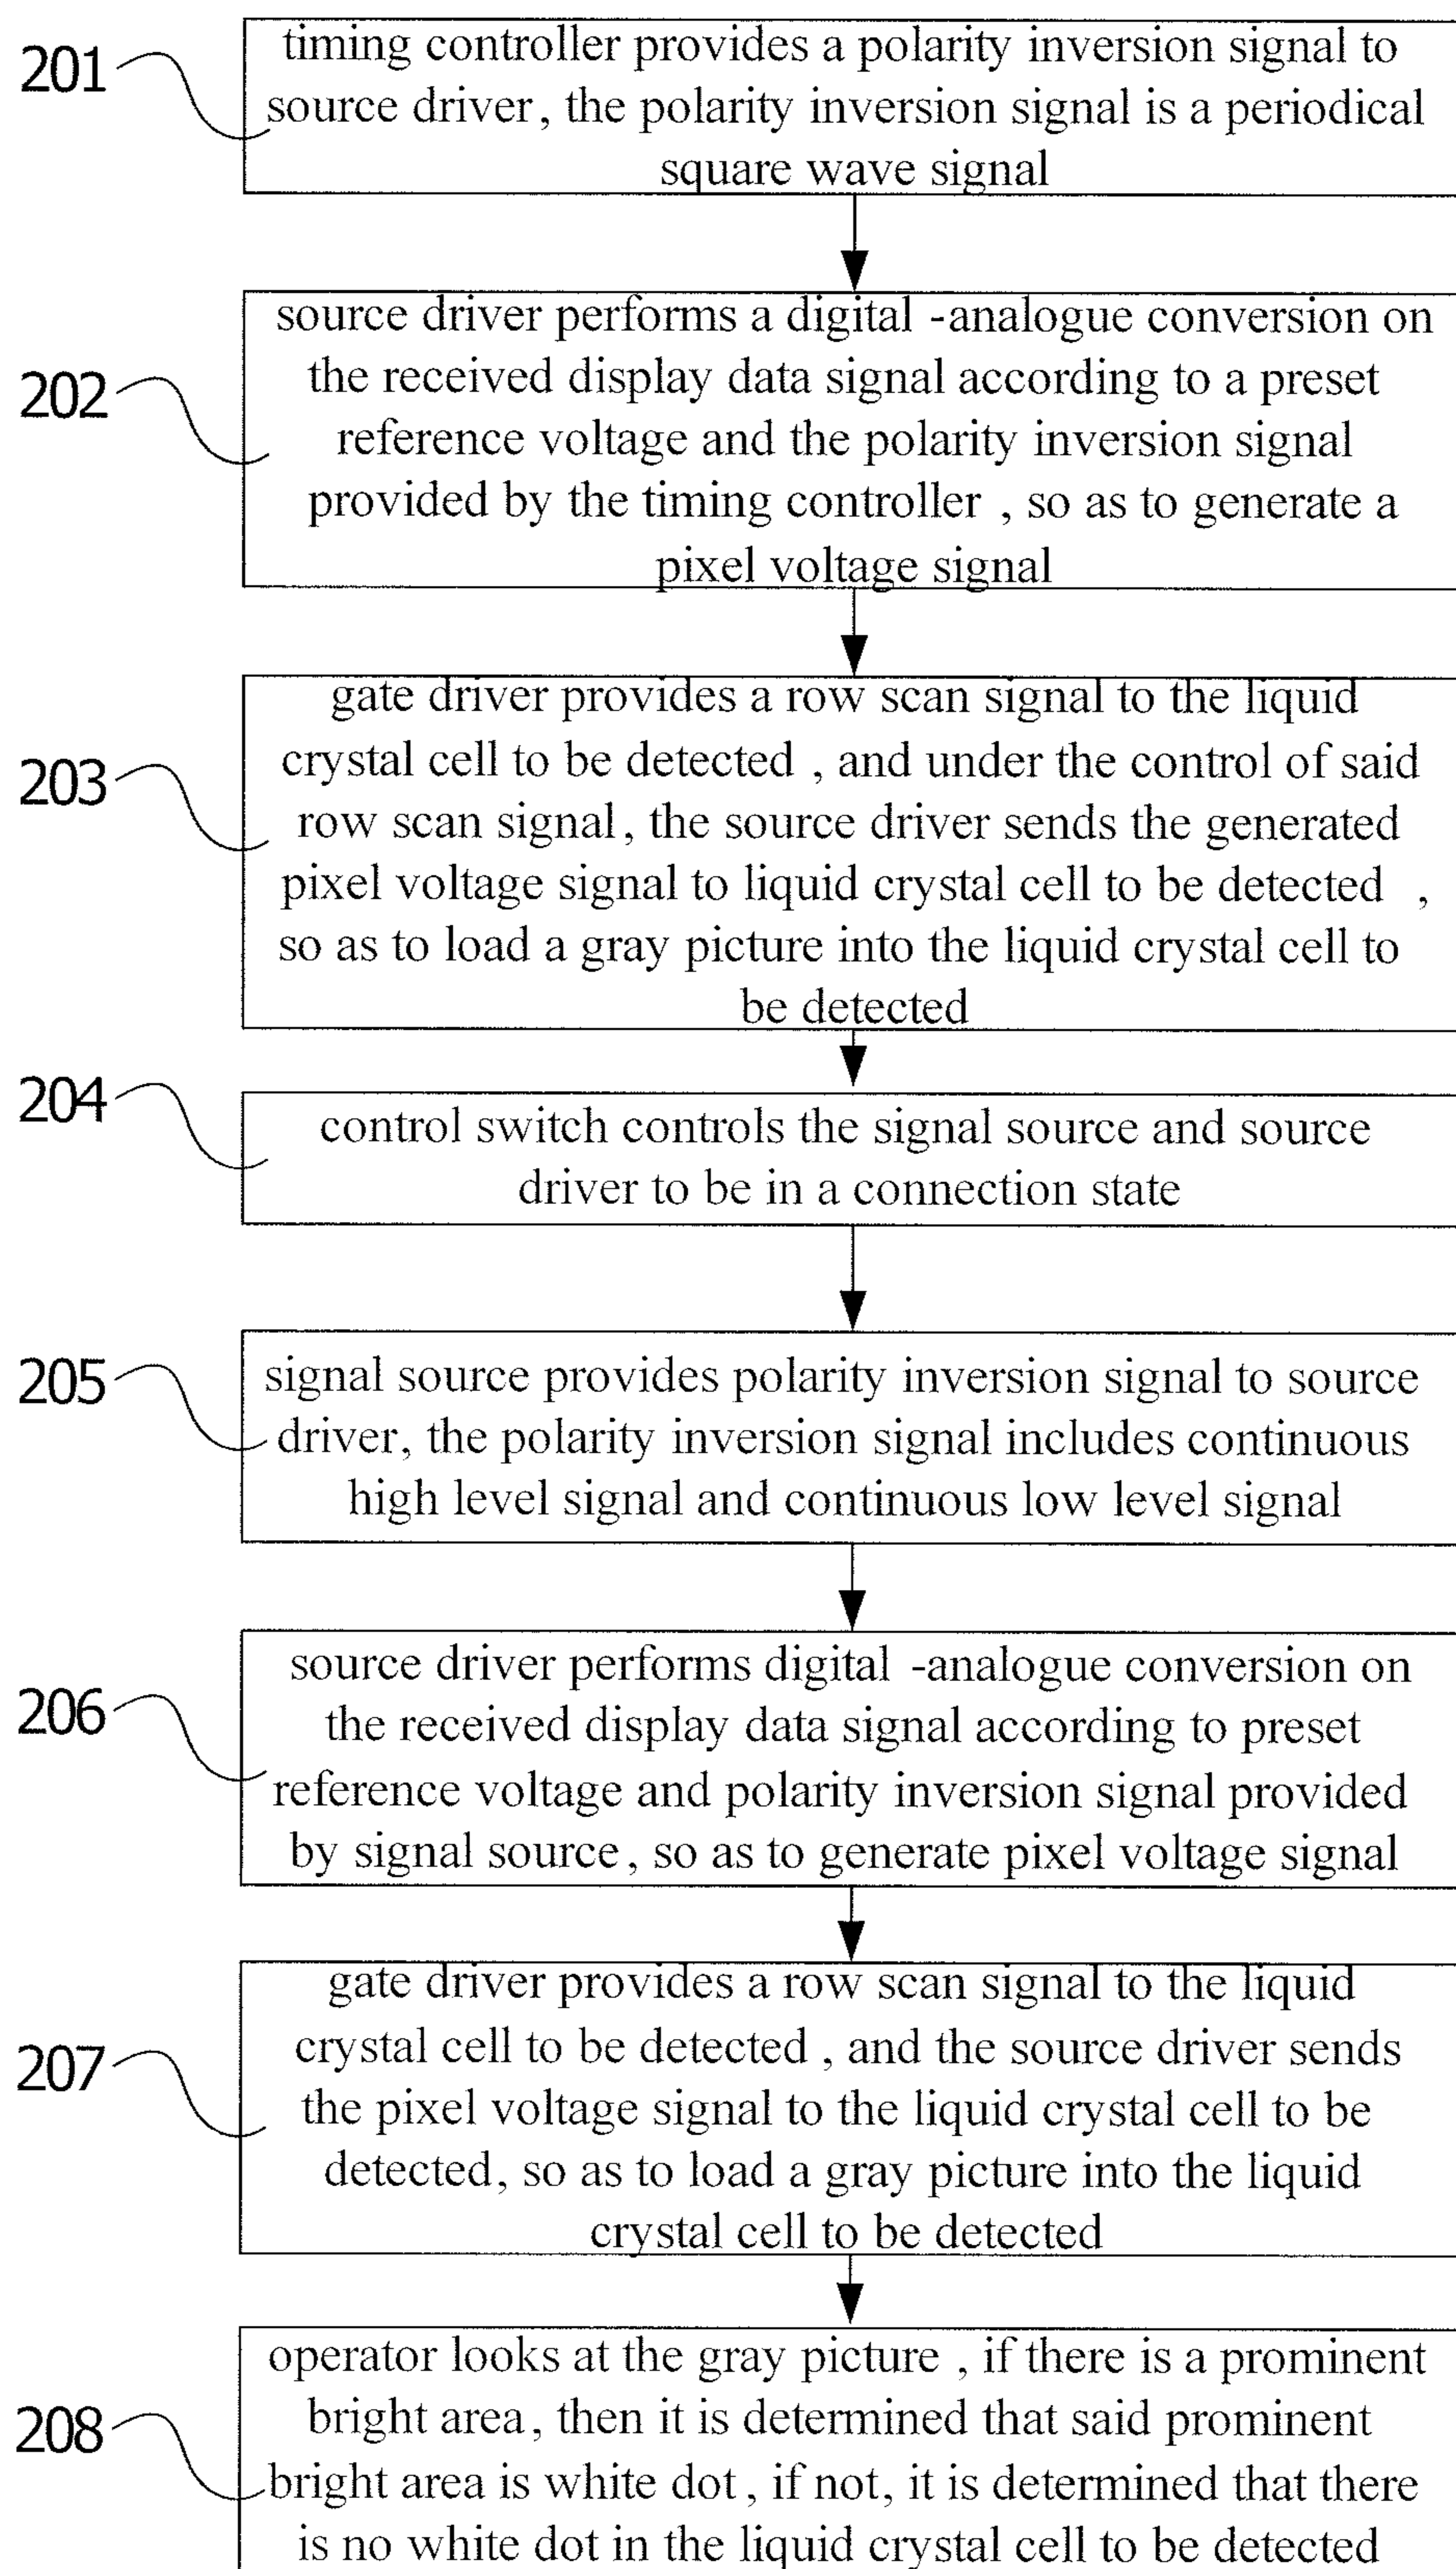 201
timing controller provides a polarity inversion signal to
source driver, the polarity inversion signal is a periodical
square wave signal
202
source driver performs a digital -analogue conversion on
the received display data signal according to a preset
reference voltage and the polarity inversion signal
provided by the timing controller , so as to generate a
pixel voltage signal
203
gate driver provides a row scan signal to the liquid
crystal cell to be detected , and under the control of said
row scan signal, the source driver sends the generated
pixel voltage signal to liquid crystal cell to be detected ,
so as to load a gray picture into the liquid crystal cell to
be detected
204
control switch controls the signal source and source
driver to be in a connection state
205
signal source provides polarity inversion signal to source
driver, the polarity inversion signal includes continuous
high level signal and continuous low level signal
206
source driver performs digital -analogue conversion on
the received display data signal according to preset
reference voltage and polarity inversion signal provided
by signal source, so as to generate pixel voltage signal
207
gate driver provides a row scan signal to the liquid
crystal cell to be detected , and the source driver sends
the pixel voltage signal to the liquid crystal cell to be
detected, so as to load a gray picture into the liquid
crystal cell to be detected
208
operator looks at the gray picture , if there is a prominent
bright area, then it is determined that said prominent
bright area is white dot , if not, it is determined that there
is no white dot in the liquid crystal cell to be detected